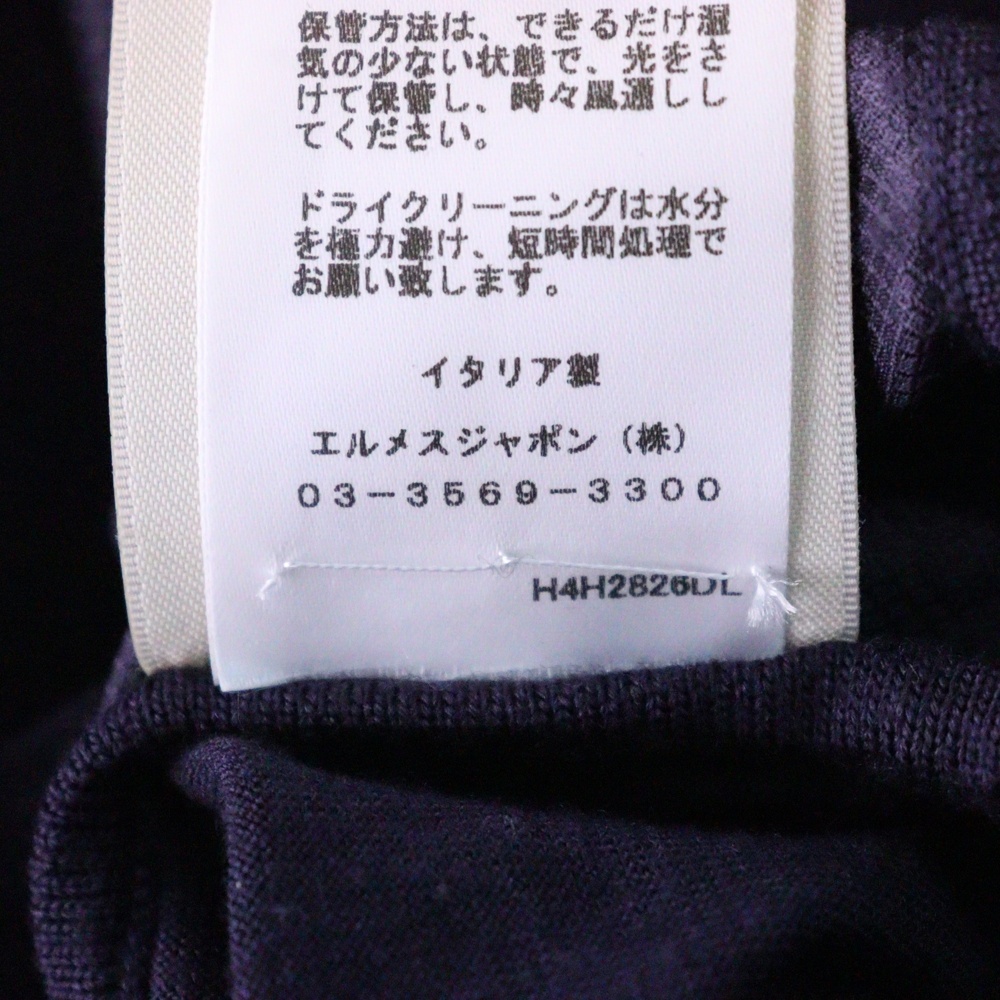 保管方法は、できるだけ湿
気の少ない状態で、光をさ
けて保管し、時々風通しし
てください。
ドライクリーニングは水分
を極力避け、短時間処理で
お願い致します。
イタリア製
エルメスジャポン（株）
03-3569-3300
H4H2826DL